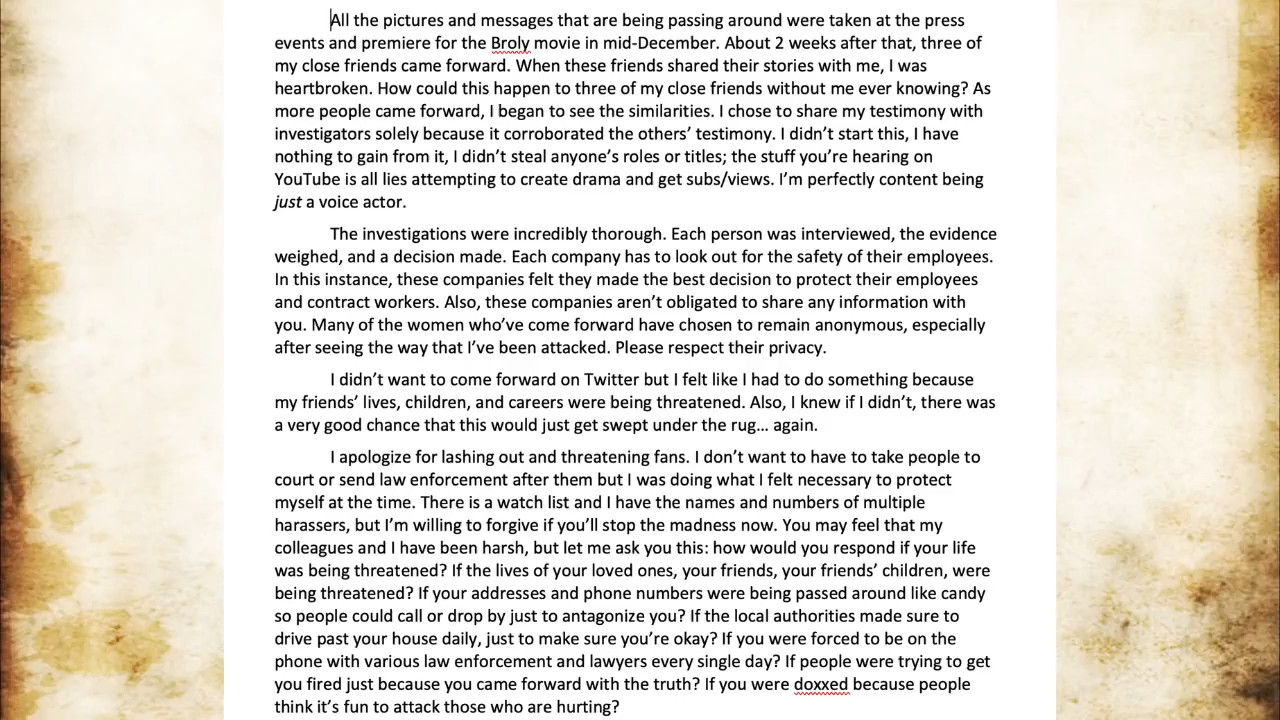 All the pictures and messages that are being passing around were taken at the press
events and premiere for the Broly movie in mid-December. About 2 weeks after that, three of
my close friends came forward. When these friends shared their stories with me, I was
heartbroken. How could this happen to three of my close friends without me ever knowing? As
more people came forward, I began to see the similarities. I chose to share my testimony with
investigators solely because it corroborated the others’ testimony. I didn’t start this, I have
nothing to gain from it, I didn’t steal anyone’s roles or titles; the stuff you’re hearing on
YouTube is all lies attempting to create drama and get subs/views. I’m perfectly content being
just a voice actor.
The investigations were incredibly thorough. Each person was interviewed, the evidence
weighed, and a decision made. Each company has to look out for the safety of their employees.
In this instance, these companies felt they made the best decision to protect their employees
and contract workers. Also, these companies aren’t obligated to share any information with
you. Many of the women who’ve come forward have chosen to remain anonymous, especially
after seeing the way that I’ve been attacked. Please respect their privacy.
I didn’t want to come forward on Twitter but I felt like I had to do something because
my friends’ lives, children, and careers were being threatened. Also, I knew if I didn’t, there was
a very good chance that this would just get swept under the rug… again.
I apologize for lashing out and threatening fans. I don’t want to have to take people to
court or send law enforcement after them but I was doing what I felt necessary to protect
myself at the time. There is a watch list and I have the names and numbers of multiple
harassers, but I’m willing to forgive if you’ll stop the madness now. You may feel that my
colleagues and I have been harsh, but let me ask you this: how would you respond if your life
was being threatened? If the lives of your loved ones, your friends, your friends’ children, were
being threatened? If your addresses and phone numbers were being passed around like candy
so people could call or drop by just to antagonize you? If the local authorities made sure to
drive past your house daily, just to make sure you’re okay? If you were forced to be on the
phone with various law enforcement and lawyers every single day? If people were trying to get
you fired just because you came forward with the truth? If you were doxxed because people
think it’s fun to attack those who are hurting?